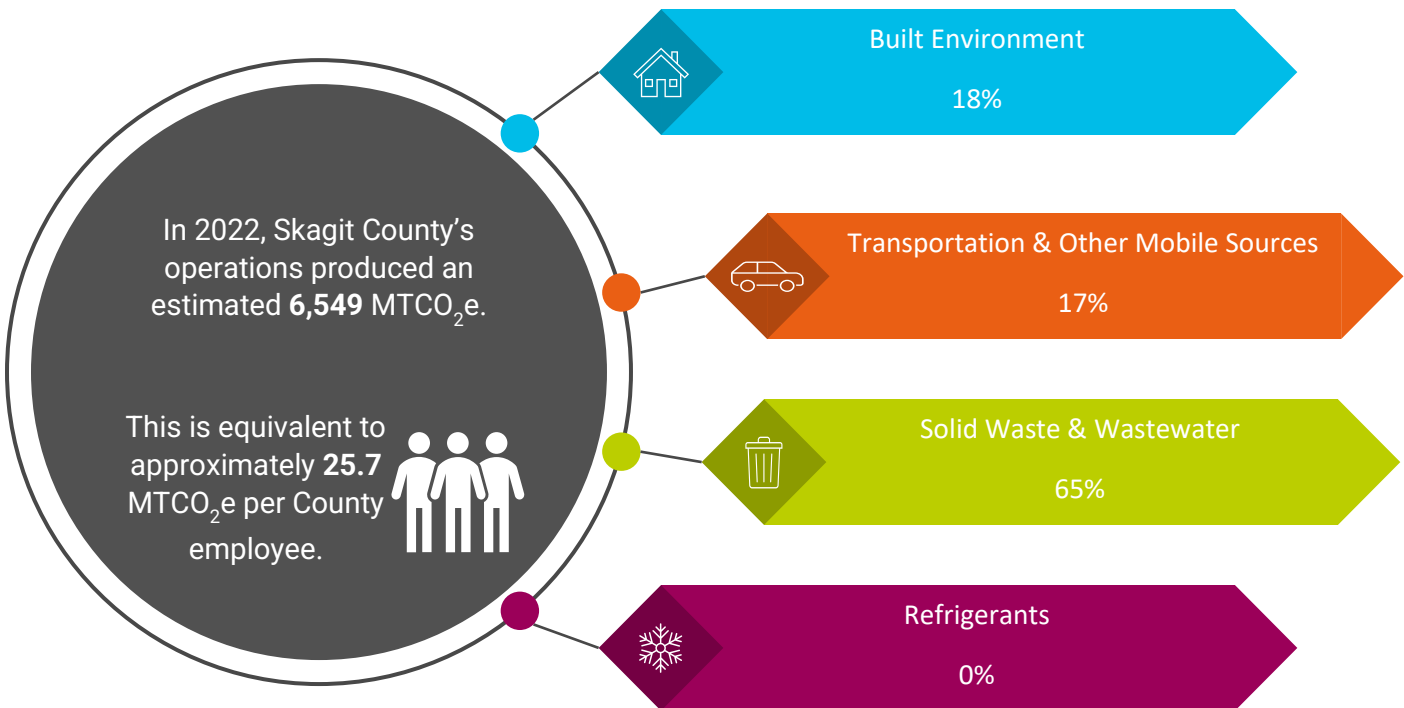 In 2022, Skagit County’s
operations produced an
estimated 6,549 MTCO₂e.
This is equivalent to
approximately 25.7
MTCO₂e per County
employee.
Built Environment
18%
Transportation & Other Mobile Sources
17%
Solid Waste & Wastewater
65%
Refrigerants
0%